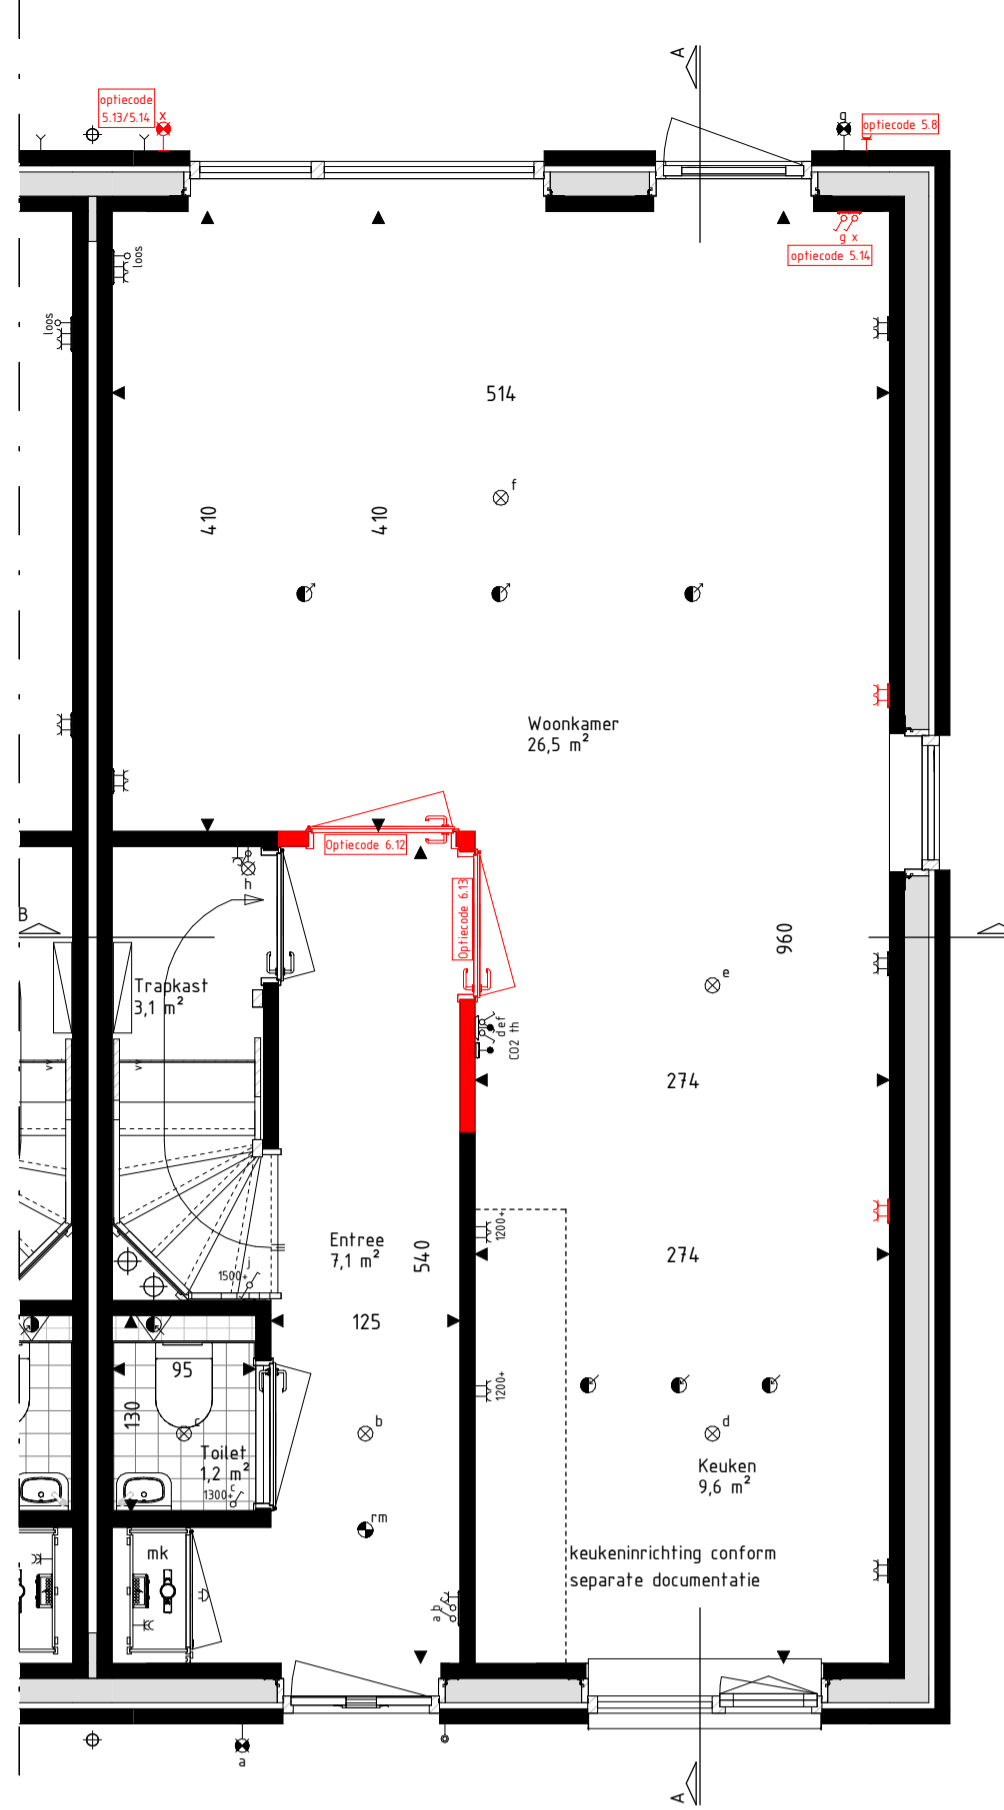 A
optiecode
5.13/5.14
x
g
optiecode 5.8
g x
optiecode 5.14
loos
loos
514
f
410
410
Woonkamer
26,5 m²
Optiecode 6.12
Optiecode 6.13
h
B
960
e
Trapkast
3,1 m²
d e f
CO2 th
vv
vv
274
1200+
Entree
7,1 m²
540
274
j
1500+
125
95
1200+
130
c
b
d
Toilet
1,2 m²
c
1300+
Keuken
9,6 m²
rm
mk
keukeninrichting conform
separate documentatie
a b
a
A